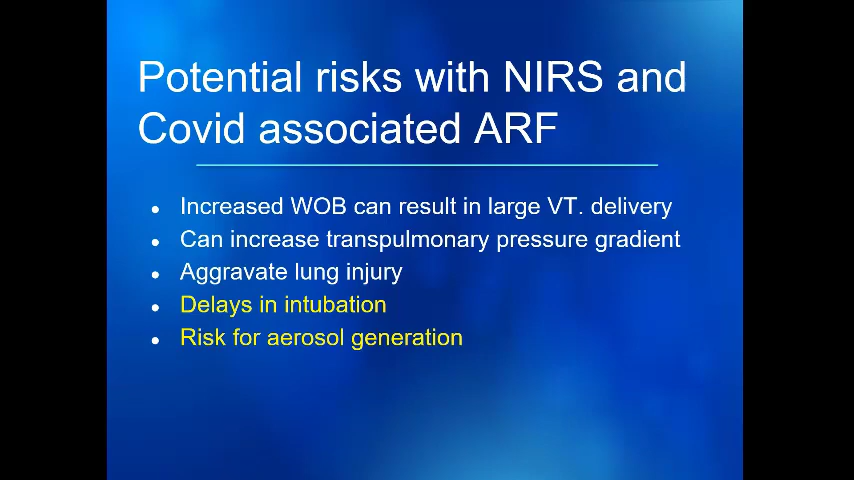 Potential risks with NIRS and
Covid associated ARF
• Increased WOB can result in large VT. delivery
• Can increase transpulmonary pressure gradient
• Aggravate lung injury
• Delays in intubation
• Risk for aerosol generation